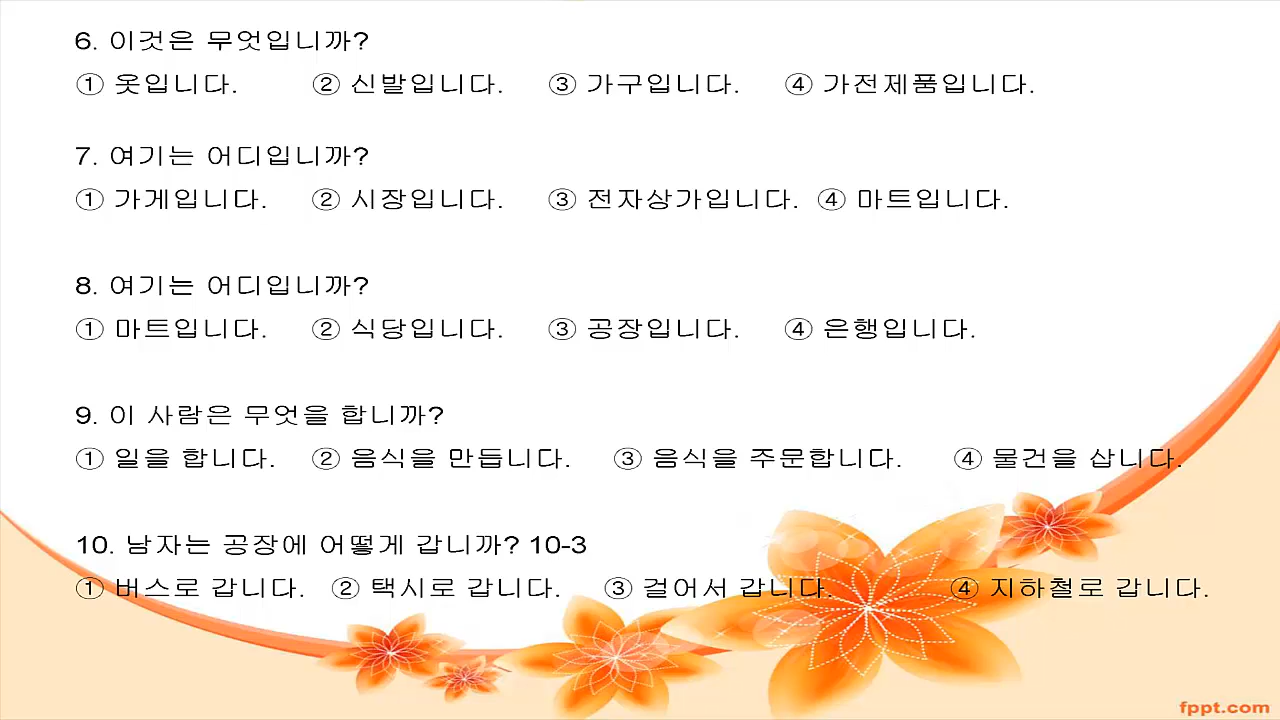 6. 이것은 무엇입니까?
① 옷입니다. ② 신발입니다. ③ 가구입니다. ④ 가전제품입니다.
7. 여기는 어디입니까?
① 가게입니다. ② 시장입니다. ③ 전자상가입니다. ④ 마트입니다.
8. 여기는 어디입니까?
① 마트입니다. ② 식당입니다. ③ 공장입니다. ④ 은행입니다.
9. 이 사람은 무엇을 합니까?
① 일을 합니다. ② 음식을 만듭니다. ③ 음식을 주문합니다. ④ 물건을 삽니다.
10. 남자는 공장에 어떻게 갑니까? 10-3
① 버스로 갑니다. ② 택시로 갑니다. ③ 걸어서 갑니다. ④ 지하철로 갑니다.
fppt.com